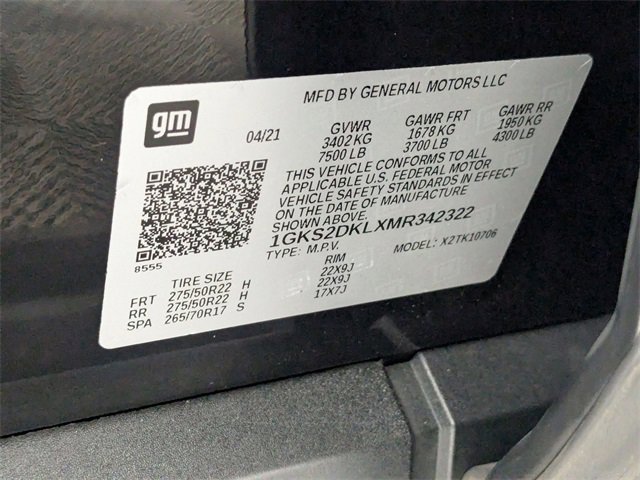 gm
MFD BY GENERAL MOTORS LLC
04/21 GVWR GAWR FRT GAWR RR
3402 KG 1678 KG 1950 KG
7500 LB 3700 LB 4300 LB
THIS VEHICLE CONFORMS TO ALL
APPLICABLE U.S. FEDERAL MOTOR
VEHICLE SAFETY STANDARDS IN EFFECT
ON THE DATE OF MANUFACTURE
SHOWN ABOVE.
1GKS2DKLXMR342322
TYPE: M.P.V. MODEL: X2TK10706
8555
TIRE SIZE RIM
FRT 275/50R22 H 22X9J
RR 275/50R22 H 22X9J
SPA 265/70R17 S 17X7J